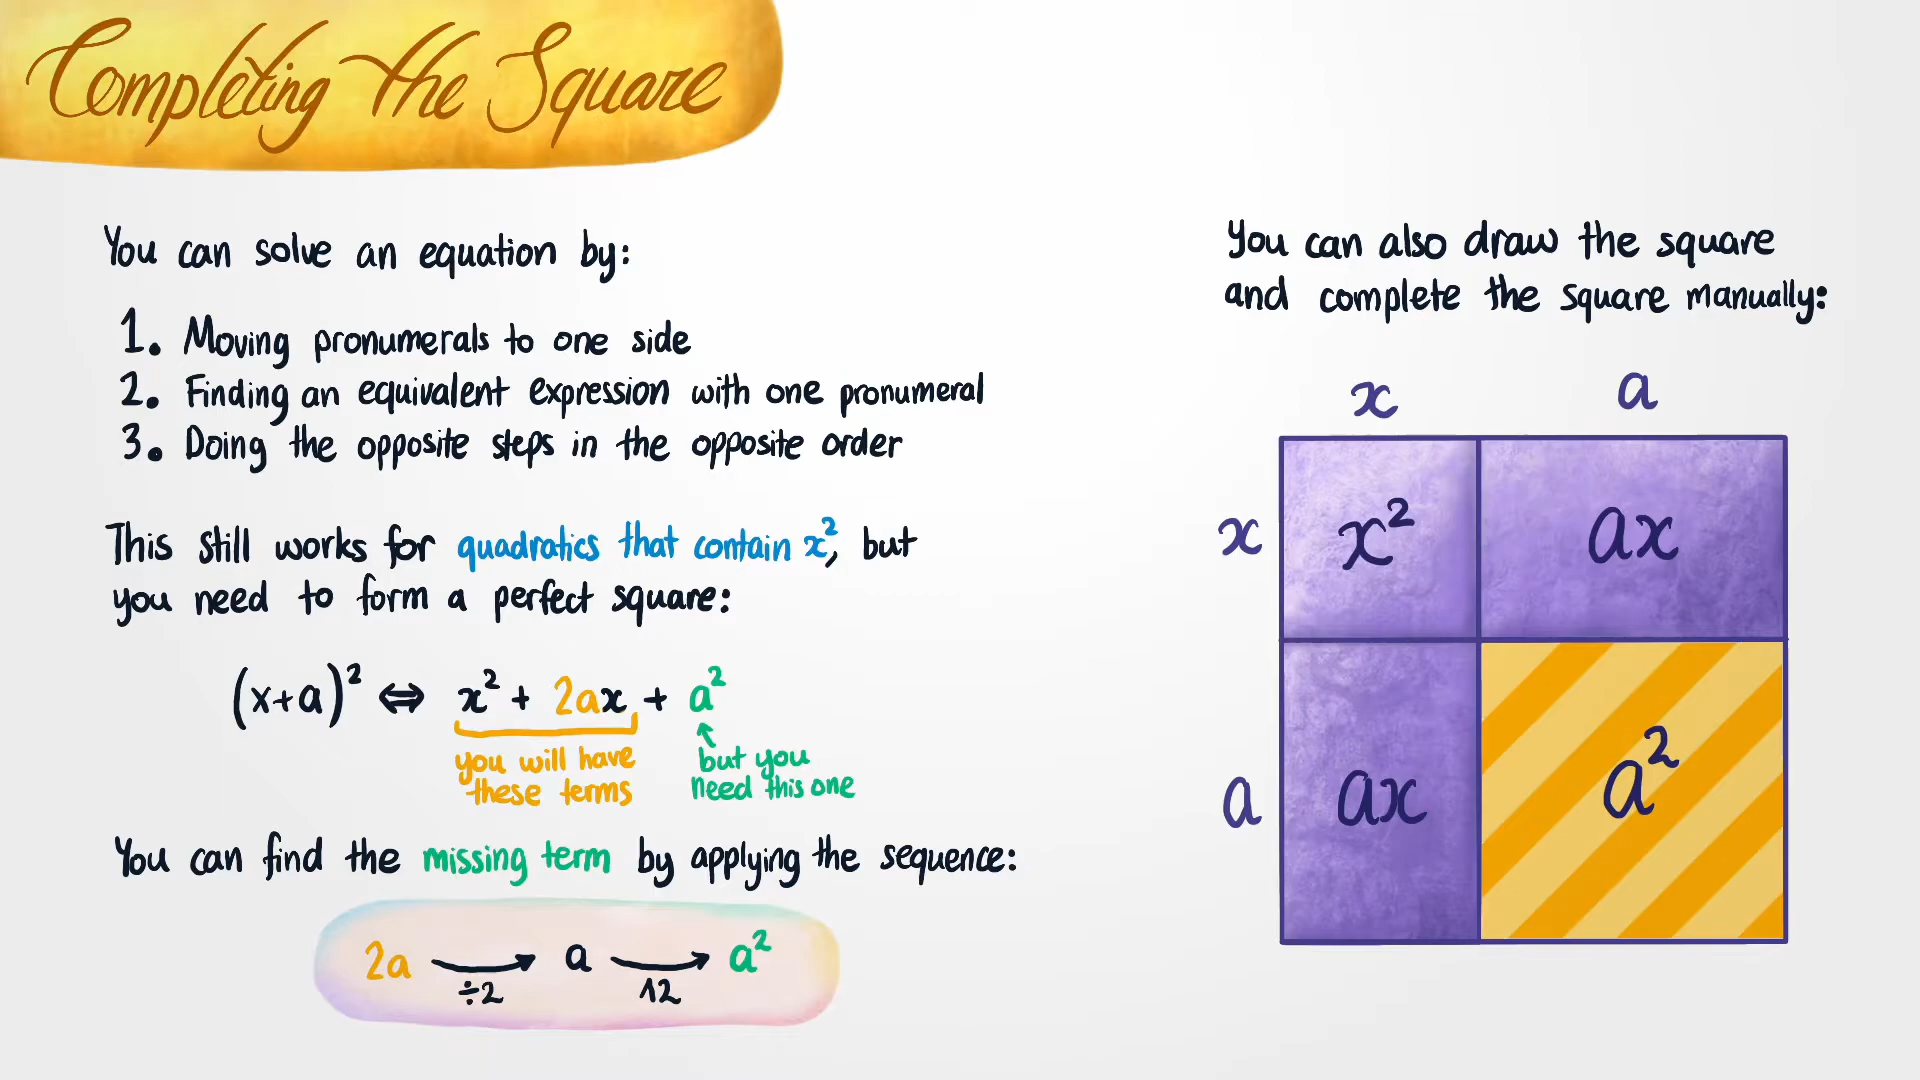 Completing the Square
You can solve an equation by:
1. Moving pronumerals to one side
2. Finding an equivalent expression with one pronumeral
3. Doing the opposite steps in the opposite order
This still works for quadratics that contain x², but
you need to form a perfect square:
(x+a)² ⇔ x² + 2ax + a²
you will have
these terms
but you
need this one
You can find the missing term by applying the sequence:
2a → a → a²
÷2 ^2
You can also draw the square
and complete the square manually:
x a
x x² ax
a ax a²